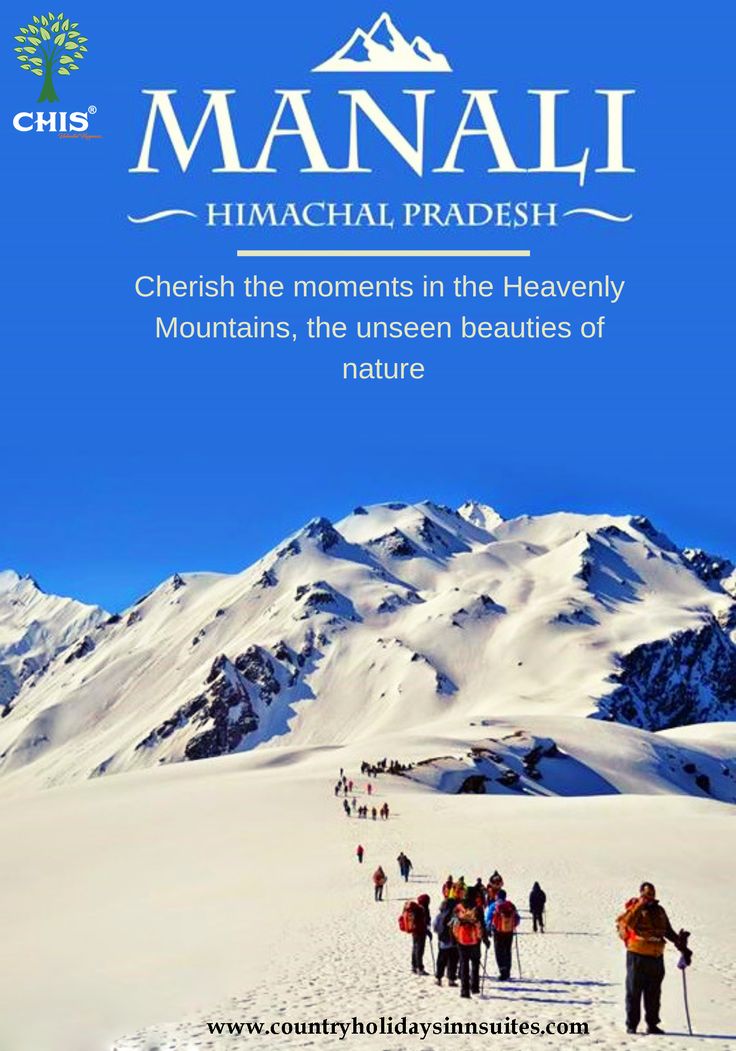 CHIS®
MANALI
HIMACHAL PRADESH
Cherish the moments in the Heavenly
Mountains, the unseen beauties of
nature
www.countryholidaysinnsuites.com